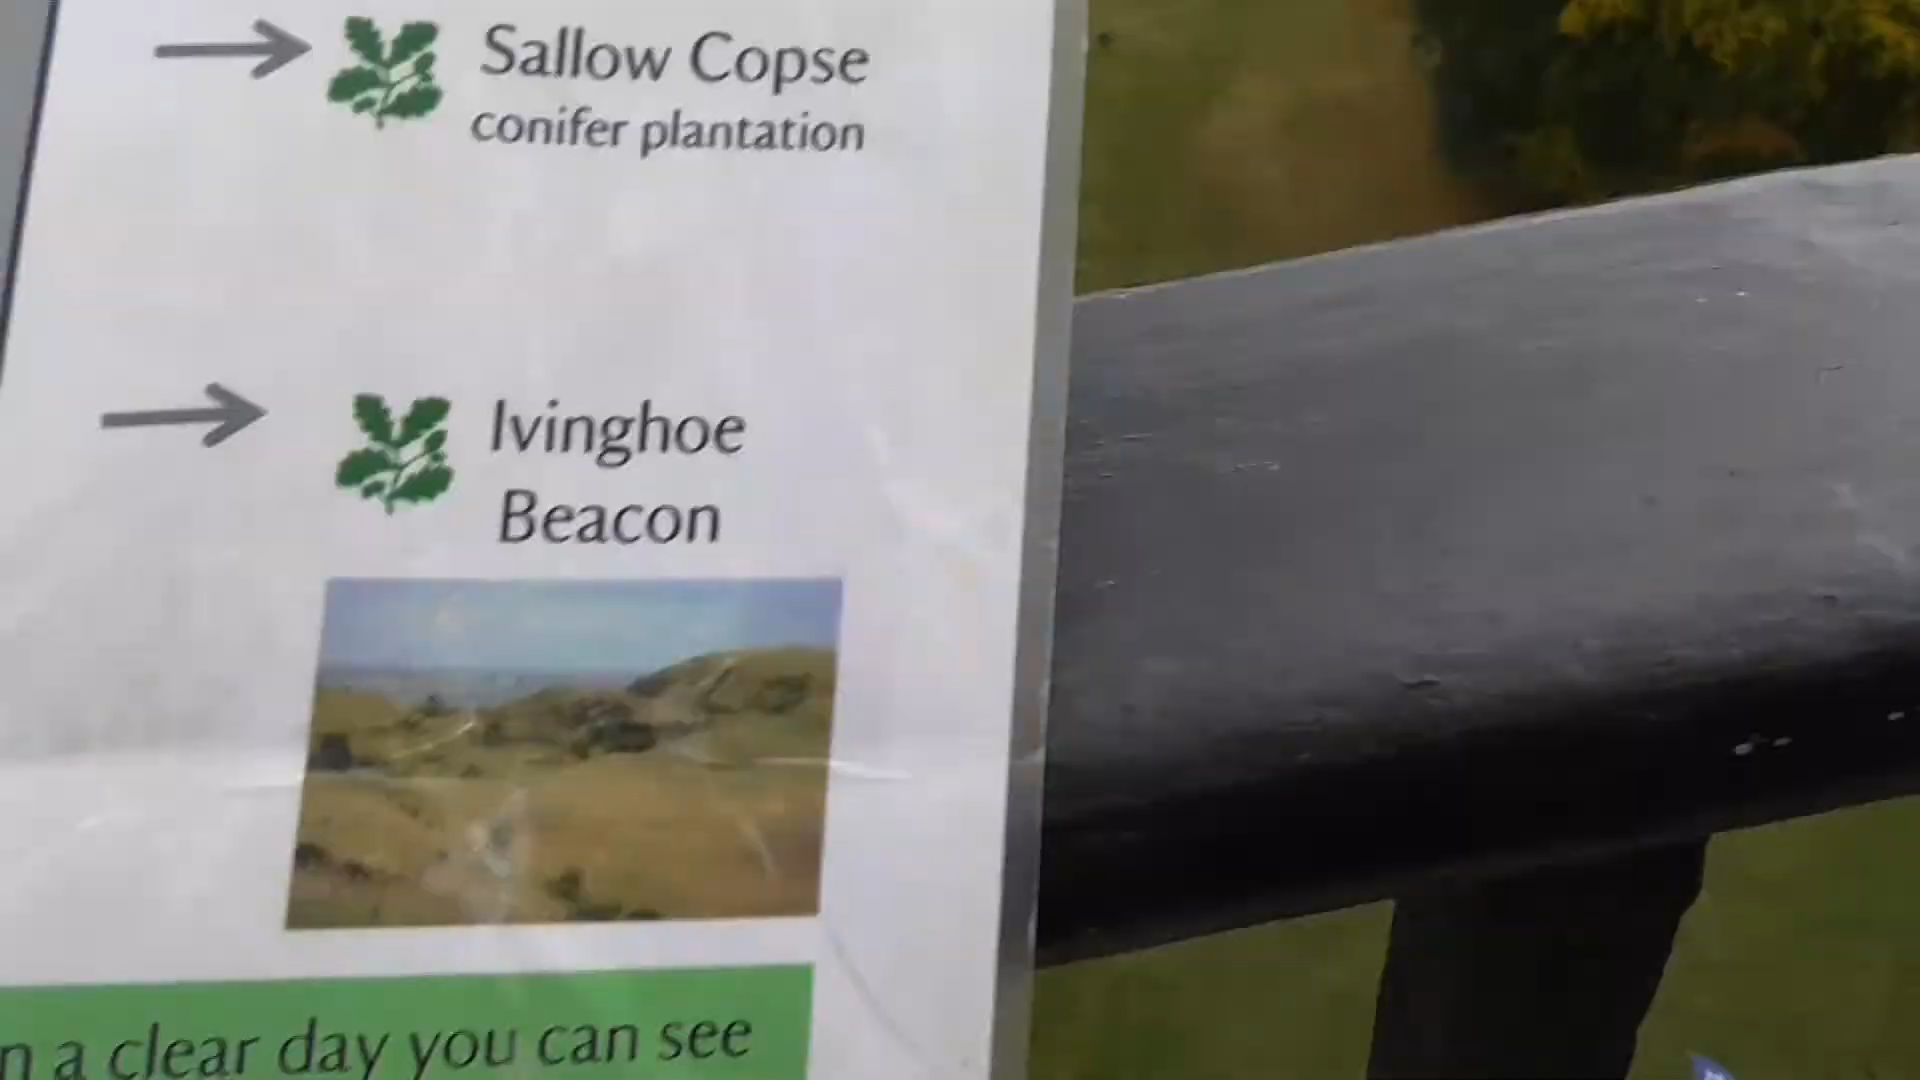 Sallow Copse
conifer plantation
Ivinghoe
Beacon
n a clear day you can see